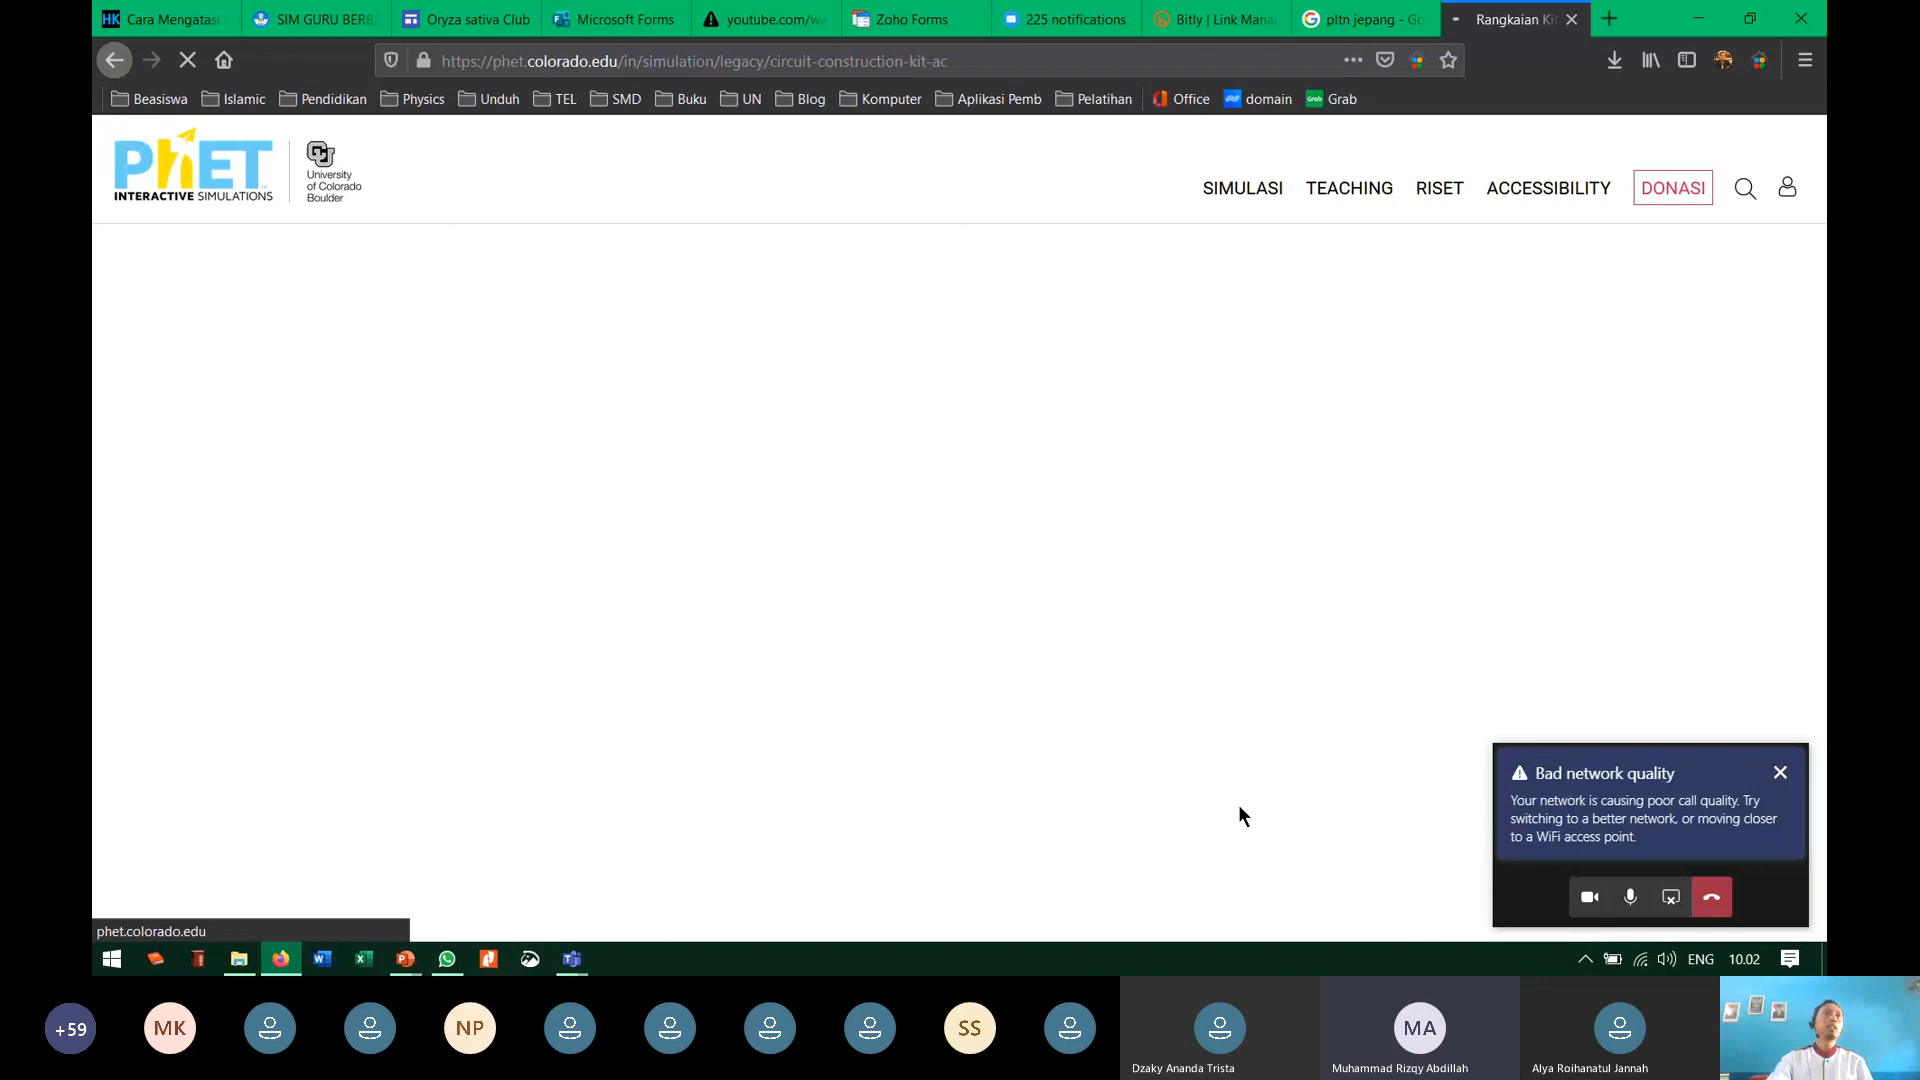 Cara Mengatasi
SIM GURU BERB
Oryza sativa Club
Microsoft Forms
youtube.com/wa
Zoho Forms
225 notifications
Bitly | Link Mana
pltn jepang - Go
Rangkaian Kit
https://phet.colorado.edu/in/simulation/legacy/circuit-construction-kit-ac
Beasiswa
Islamic
Pendidikan
Physics
Unduh
TEL
SMD
Buku
UN
Blog
Komputer
Aplikasi Pemb
Pelatihan
Office
domain
Grab
PhET
INTERACTIVE SIMULATIONS
University
of Colorado
Boulder
SIMULASI
TEACHING
RISET
ACCESSIBILITY
DONASI
Bad network quality
Your network is causing poor call quality. Try
switching to a better network, or moving closer
to a WiFi access point.
phet.colorado.edu
ENG
10.02
+59
MK
NP
SS
MA
Dzaky Ananda Trista
Muhammad Rizqy Abdillah
Alya Roihanatul Jannah